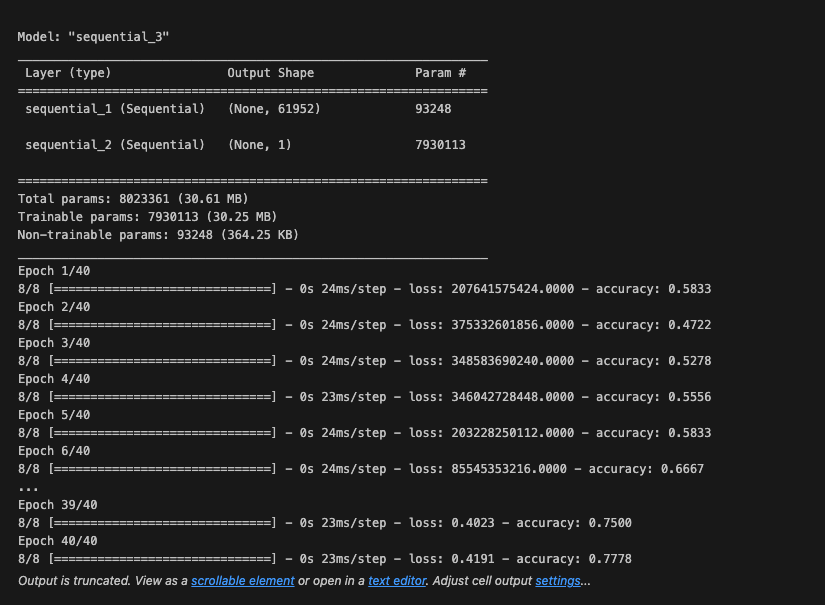 Model: "sequential_3"
_________________________________________________________________
Layer (type) Output Shape Param #
=================================================================
sequential_1 (Sequential) (None, 61952) 93248
sequential_2 (Sequential) (None, 1) 7930113
=================================================================
Total params: 8023361 (30.61 MB)
Trainable params: 7930113 (30.25 MB)
Non-trainable params: 93248 (364.25 KB)
_________________________________________________________________
Epoch 1/40
8/8 [==============================] - 0s 24ms/step - loss: 207641575424.0000 - accuracy: 0.5833
Epoch 2/40
8/8 [==============================] - 0s 24ms/step - loss: 375332601856.0000 - accuracy: 0.4722
Epoch 3/40
8/8 [==============================] - 0s 24ms/step - loss: 348583690240.0000 - accuracy: 0.5278
Epoch 4/40
8/8 [==============================] - 0s 23ms/step - loss: 346042728448.0000 - accuracy: 0.5556
Epoch 5/40
8/8 [==============================] - 0s 24ms/step - loss: 203228250112.0000 - accuracy: 0.5833
Epoch 6/40
8/8 [==============================] - 0s 24ms/step - loss: 85545353216.0000 - accuracy: 0.6667
...
Epoch 39/40
8/8 [==============================] - 0s 23ms/step - loss: 0.4023 - accuracy: 0.7500
Epoch 40/40
8/8 [==============================] - 0s 23ms/step - loss: 0.4191 - accuracy: 0.7778
Output is truncated. View as a scrollable element or open in a text editor. Adjust cell output settings...